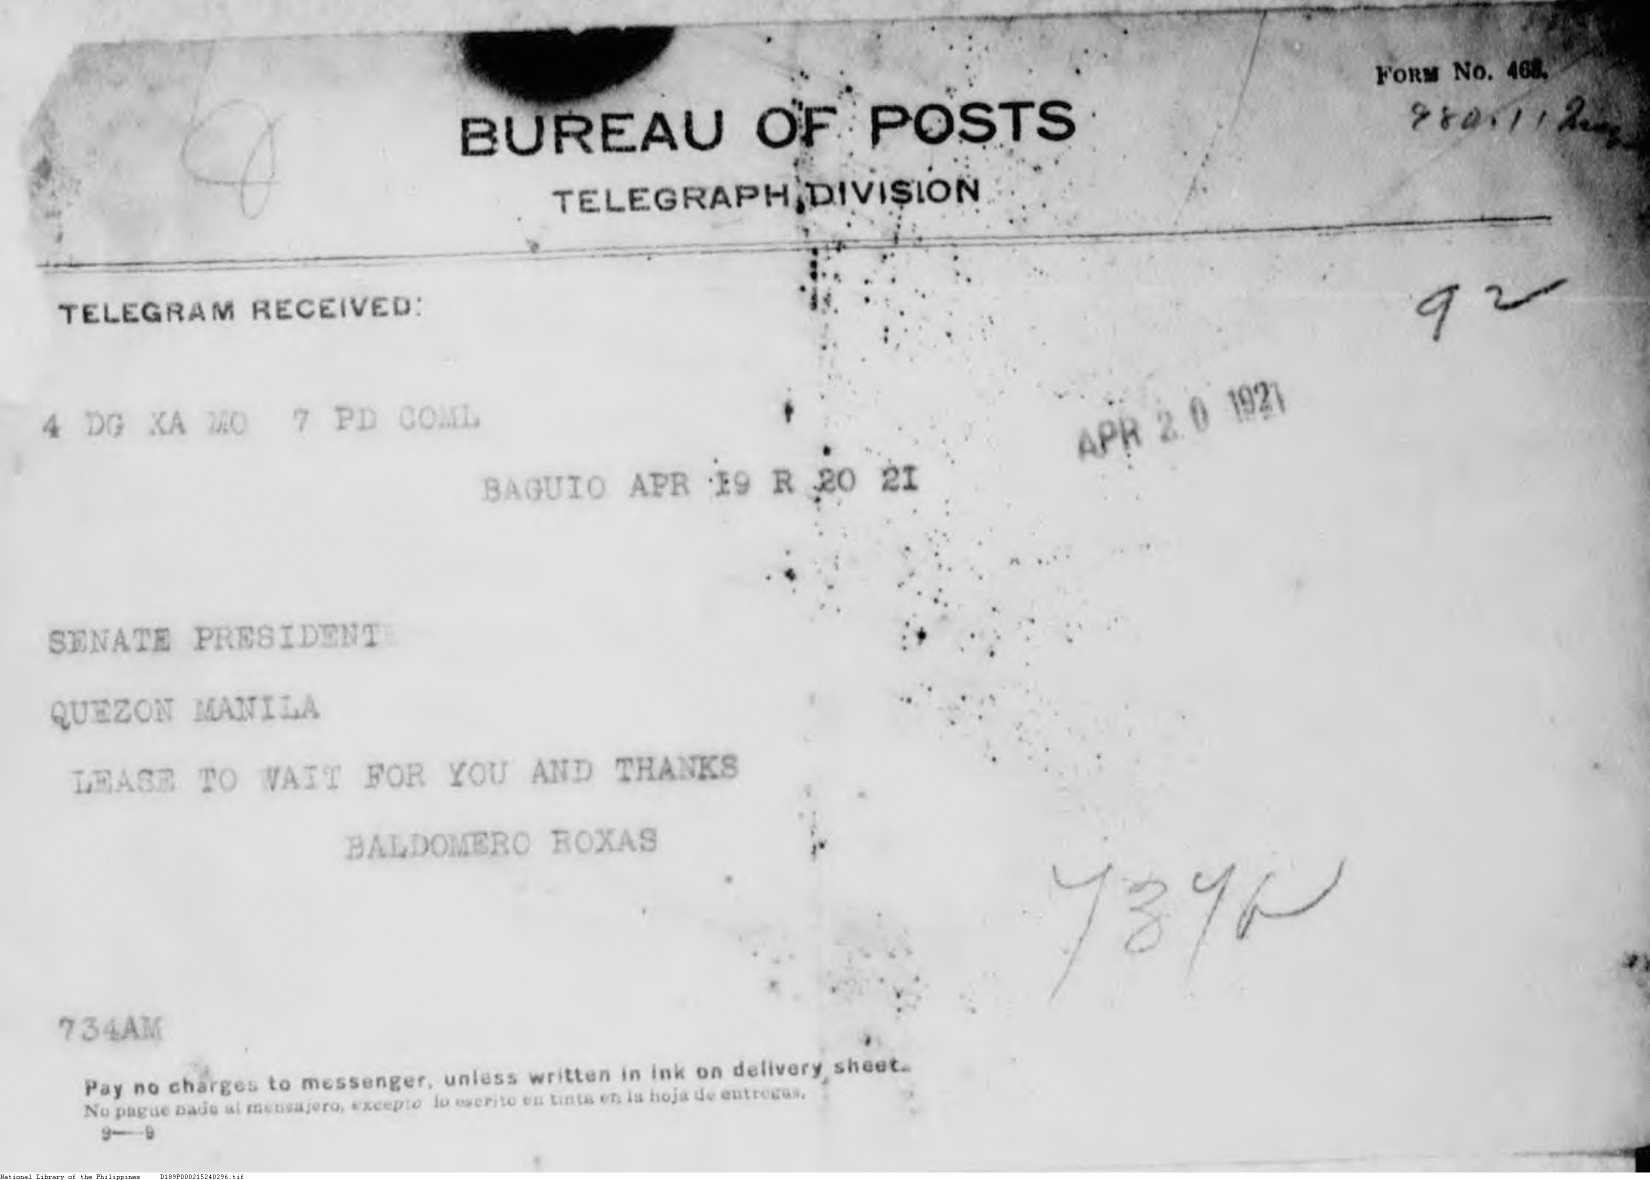 FORM No. 468.
BUREAU OF POSTS
TELEGRAPH DIVISION
TELEGRAM RECEIVED:
92
4 DG XA MO 7 PD COML
APR 20 1921
BAGUIO APR 19 R 20 21
SENATE PRESIDENT
QUEZON MANILA
LEASE TO WAIT FOR YOU AND THANKS
BALDOMERO ROXAS
734AM
Pay no charges to messenger, unless written in ink on delivery sheet.
No pague nada al mensajero, excepto lo escrito en tinta en la hoja de entregas.
9—9
National Library of the Philippines D189P000215240296.tif